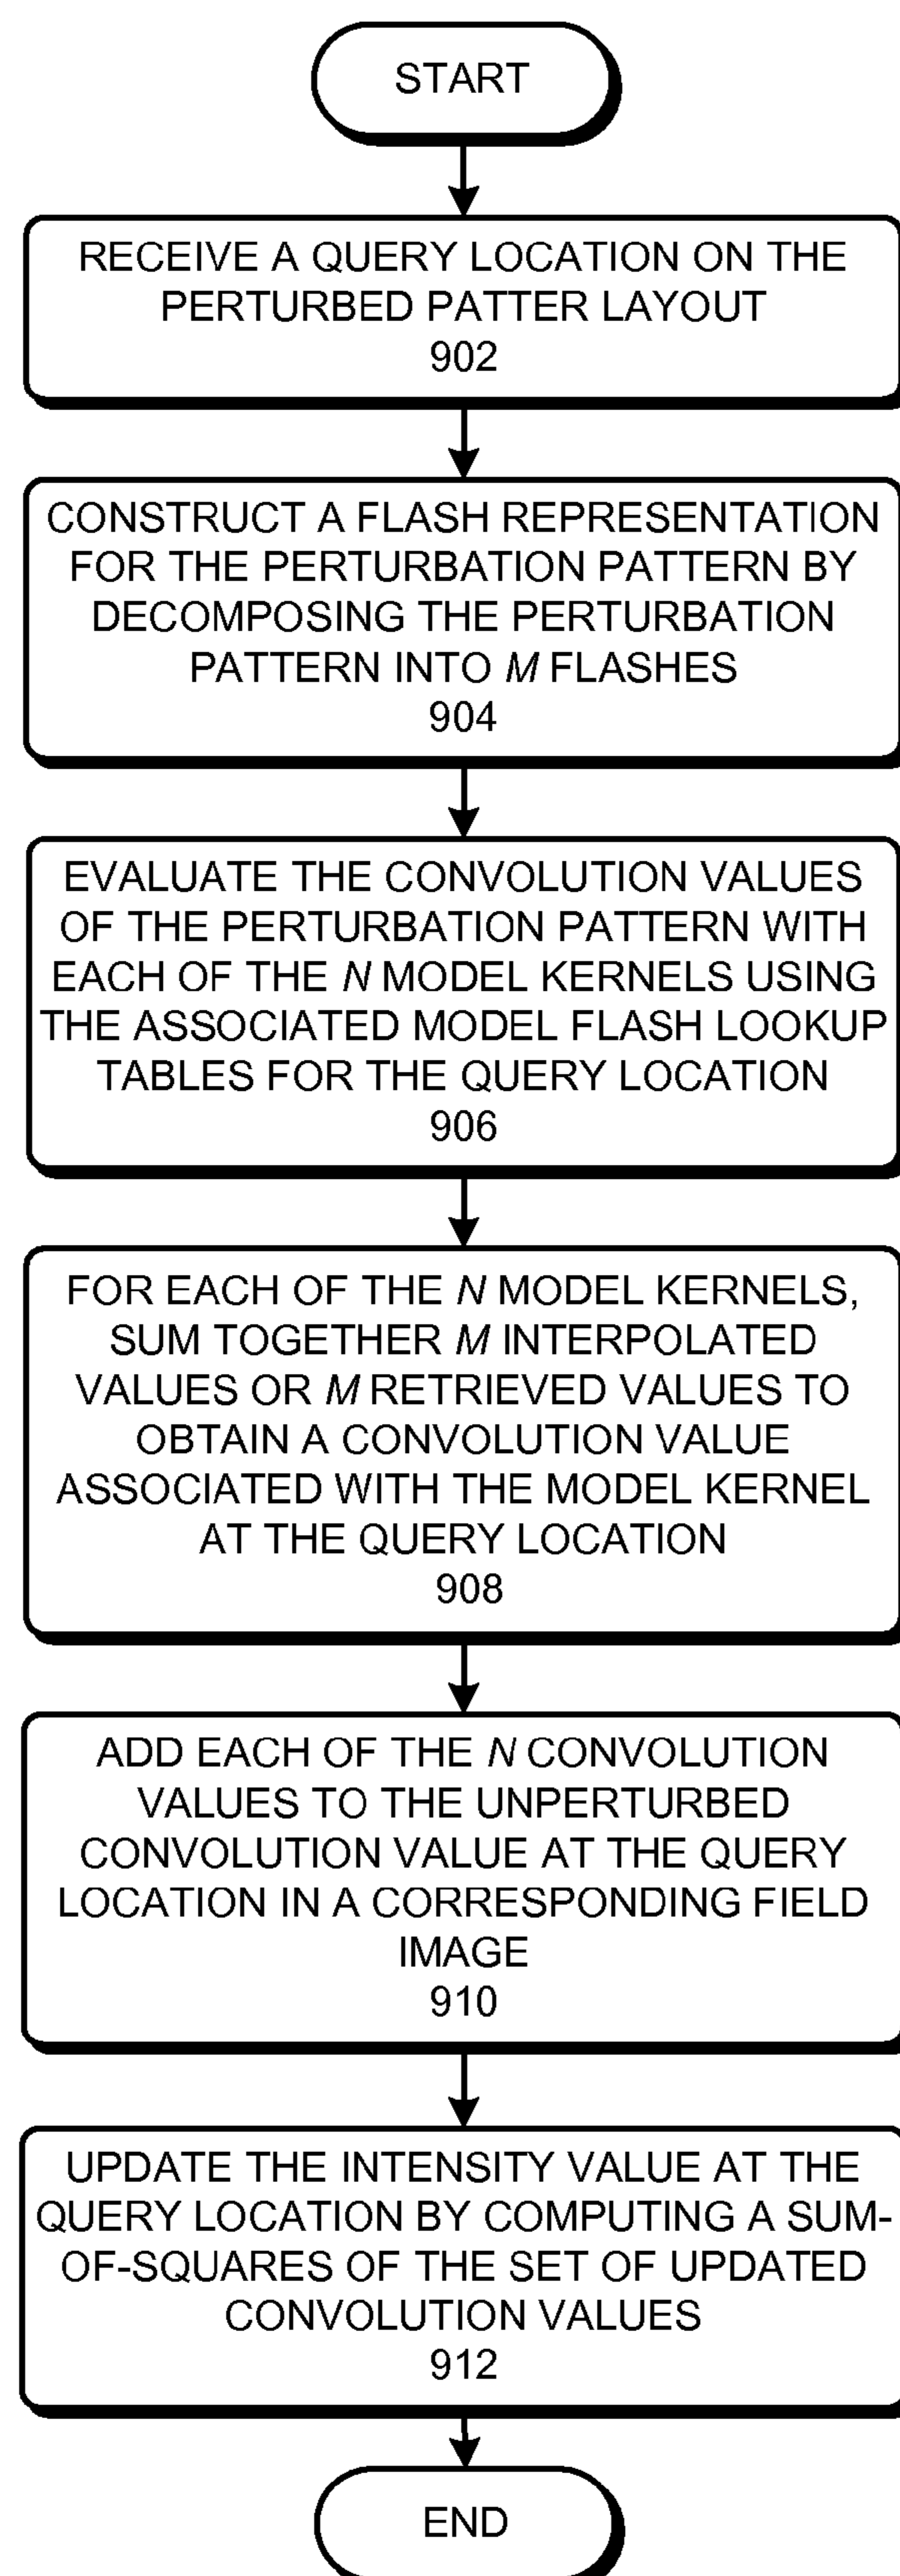 START
RECEIVE A QUERY LOCATION ON THE
PERTURBED PATTER LAYOUT
902
CONSTRUCT A FLASH REPRESENTATION
FOR THE PERTURBATION PATTERN BY
DECOMPOSING THE PERTURBATION
PATTERN INTO M FLASHES
904
EVALUATE THE CONVOLUTION VALUES
OF THE PERTURBATION PATTERN WITH
EACH OF THE N MODEL KERNELS USING
THE ASSOCIATED MODEL FLASH LOOKUP
TABLES FOR THE QUERY LOCATION
906
FOR EACH OF THE N MODEL KERNELS,
SUM TOGETHER M INTERPOLATED
VALUES OR M RETRIEVED VALUES TO
OBTAIN A CONVOLUTION VALUE
ASSOCIATED WITH THE MODEL KERNEL
AT THE QUERY LOCATION
908
ADD EACH OF THE N CONVOLUTION
VALUES TO THE UNPERTURBED
CONVOLUTION VALUE AT THE QUERY
LOCATION IN A CORRESPONDING FIELD
IMAGE
910
UPDATE THE INTENSITY VALUE AT THE
QUERY LOCATION BY COMPUTING A SUM-
OF-SQUARES OF THE SET OF UPDATED
CONVOLUTION VALUES
912
END